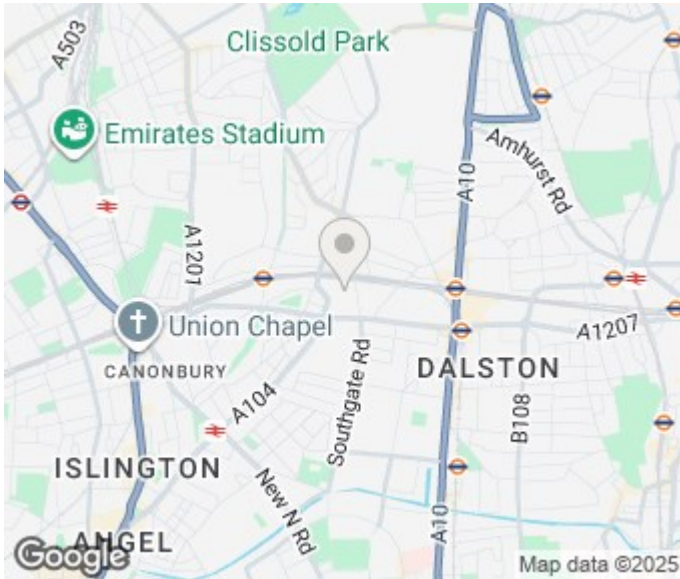 Clissold Park
A503
Emirates Stadium
A10
Amhurst Rd
A1201
Union Chapel
A1207
CANONBURY
DALSTON
A104
Southgate Rd
B108
ISLINGTON
New N Rd
ANGEL
A10
Google
Map data ©2025